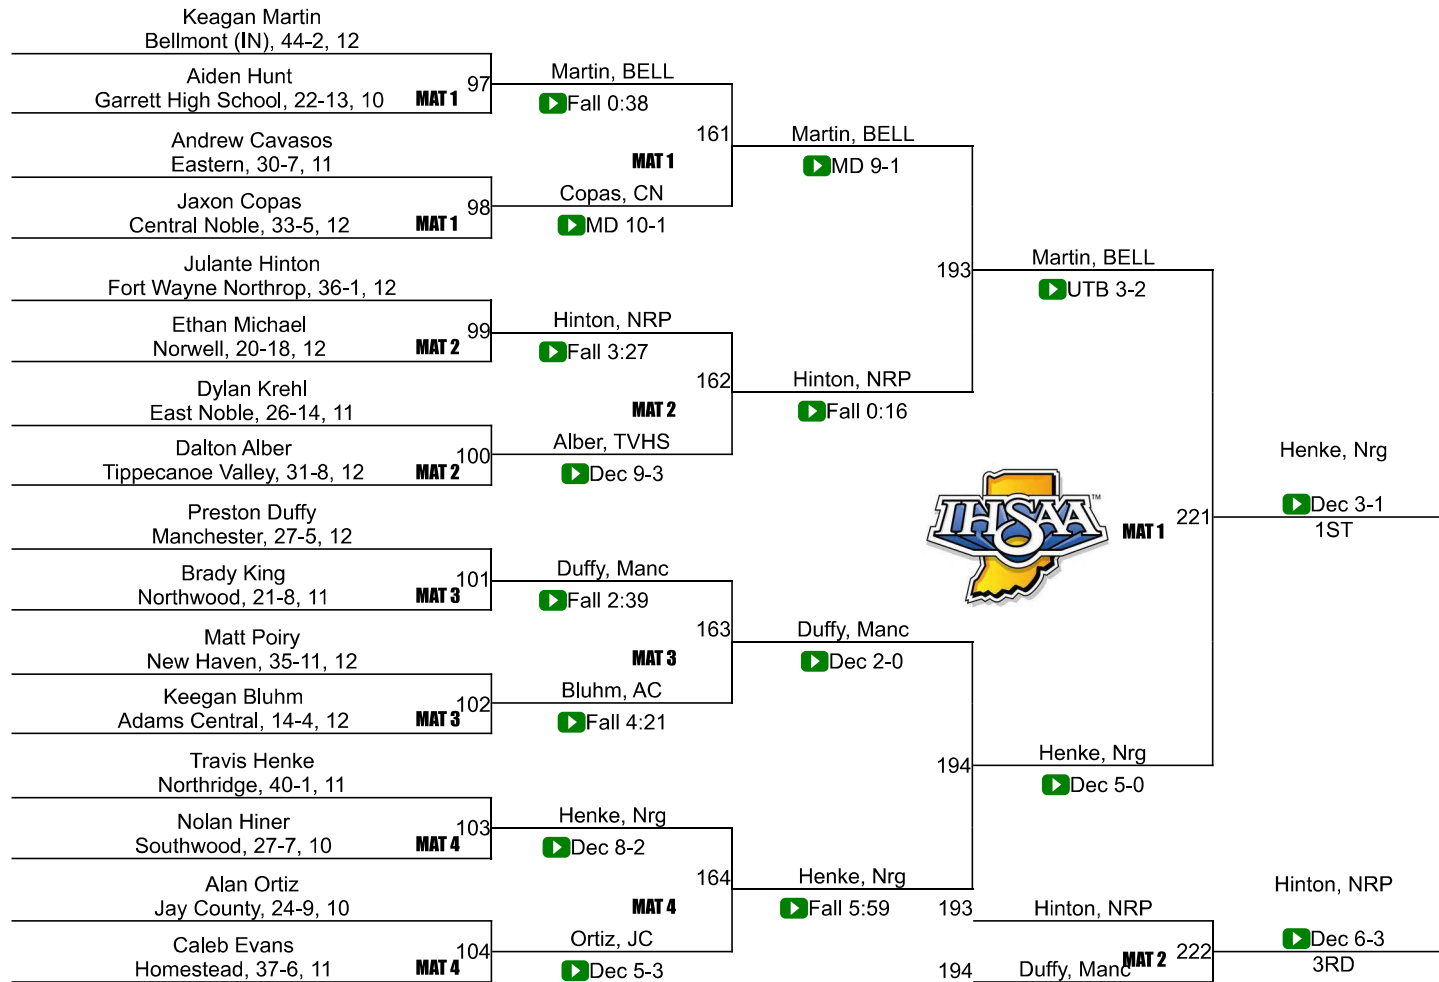 Keagan Martin
Bellmont (IN), 44-2, 12
Aiden Hunt
Garrett High School, 22-13, 10
MAT 1
97
Andrew Cavasos
Eastern, 30-7, 11
Jaxon Copas
Central Noble, 33-5, 12
MAT 1
98
Julante Hinton
Fort Wayne Northrop, 36-1, 12
Ethan Michael
Norwell, 20-18, 12
MAT 2
99
Dylan Krehl
East Noble, 26-14, 11
Dalton Alber
Tippecanoe Valley, 31-8, 12
MAT 2
100
Preston Duffy
Manchester, 27-5, 12
Brady King
Northwood, 21-8, 11
MAT 3
101
Matt Poiry
New Haven, 35-11, 12
Keegan Bluhm
Adams Central, 14-4, 12
MAT 3
102
Travis Henke
Northridge, 40-1, 11
Nolan Hiner
Southwood, 27-7, 10
MAT 4
103
Alan Ortiz
Jay County, 24-9, 10
Caleb Evans
Homestead, 37-6, 11
MAT 4
104
Martin, BELL
Fall 0:38
161
MAT 1
Copas, CN
MD 10-1
Hinton, NRP
Fall 3:27
162
MAT 2
Alber, TVHS
Dec 9-3
Duffy, Manc
Fall 2:39
163
MAT 3
Bluhm, AC
Fall 4:21
Henke, Nrg
Dec 8-2
164
MAT 4
Ortiz, JC
Dec 5-3
Martin, BELL
MD 9-1
193
Hinton, NRP
Fall 0:16
Duffy, Manc
Dec 2-0
194
Henke, Nrg
Fall 5:59
Martin, BELL
UTB 3-2
IHSAA™
MAT 1
221
Henke, Nrg
Dec 5-0
Henke, Nrg
Dec 3-1
1ST
193
Hinton, NRP
MAT 2
222
194
Duffy, Manc
Hinton, NRP
Dec 6-3
3RD